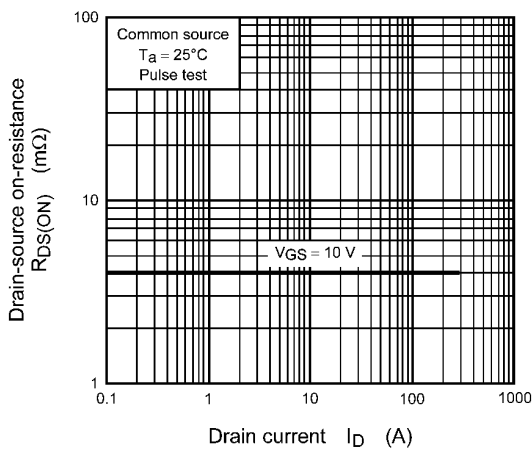 Common source
Ta = 25°C
Pulse test
100
10
1
VGS = 10 V
0.1
1
10
100
1000
Drain-source on-resistance
RDS(ON) (mΩ)
Drain current ID (A)